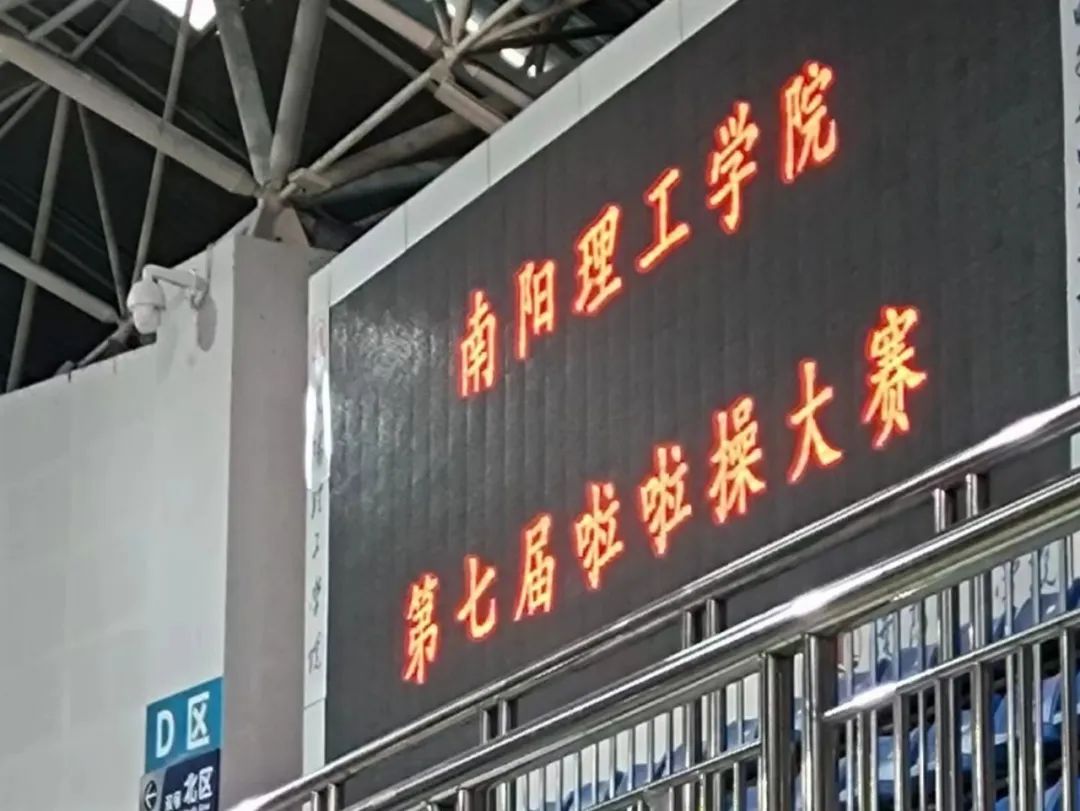 南阳理工学院
第七届啦啦操大赛
D区
北区